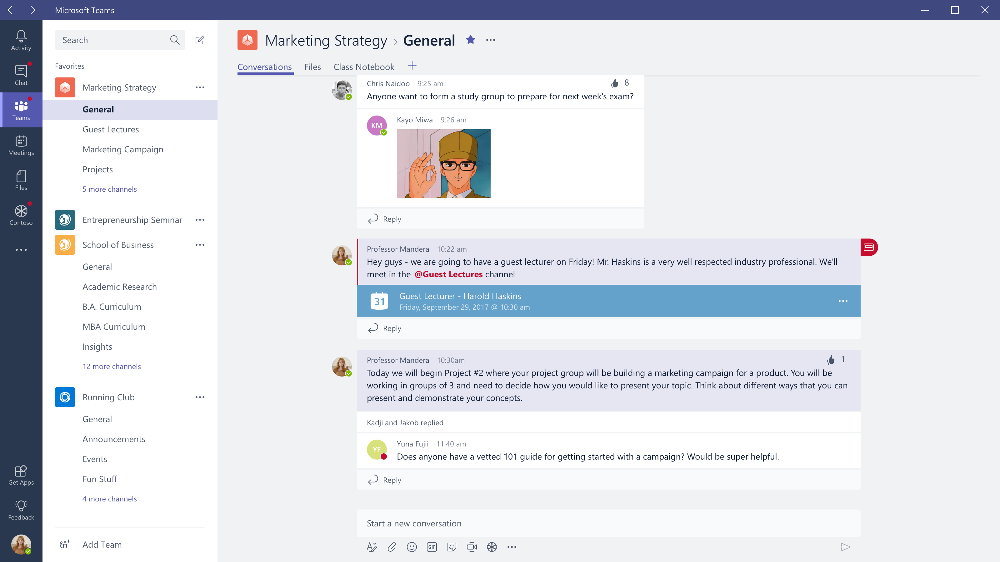 Microsoft Teams
Activity
Chat
Teams
Meetings
Files
Contoso
Get Apps
Feedback
Search
Favorites
Marketing Strategy
General
Guest Lectures
Marketing Campaign
Projects
5 more channels
Entrepreneurship Seminar
School of Business
General
Academic Research
B.A. Curriculum
MBA Curriculum
Insights
12 more channels
Running Club
General
Announcements
Events
Fun Stuff
4 more channels
Add Team
Marketing Strategy > General
Conversations Files Class Notebook
Chris Naidoo 9:25 am 8
Anyone want to form a study group to prepare for next week's exam?
KM
Kayo Miwa 9:26 am
Reply
Professor Mandera 10:22 am
Hey guys - we are going to have a guest lecturer on Friday! Mr. Haskins is a very well respected industry professional. We'll
meet in the @Guest Lectures channel
31
Guest Lecturer - Harold Haskins
Friday, September 29, 2017 @ 10:30 am
Reply
Professor Mandera 10:30am 1
Today we will begin Project #2 where your project group will be building a marketing campaign for a product. You will be
working in groups of 3 and need to decide how you would like to present your topic. Think about different ways that you can
present and demonstrate your concepts.
Kadji and Jakob replied
YF
Yuna Fujii 11:40 am
Does anyone have a vetted 101 guide for getting started with a campaign? Would be super helpful.
Reply
Start a new conversation
GIF